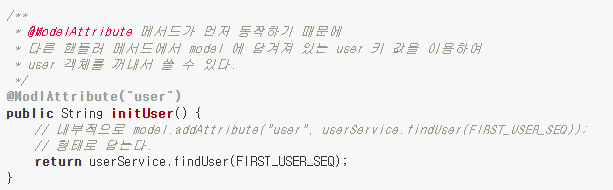 /**
 * @ModelAttribute 메서드가 먼저 동작하기 때문에
 * 다른 핸들러 메서드에서 model 에 담겨져 있는 user 키 값을 이용하여
 * user 객체를 꺼내서 쓸 수 있다.
 */
@ModlAttribute("user")
public String initUser() {
    // 내부적으로 model.addAttribute("user", userService.findUser(FIRST_USER_SEQ));
    // 형태로 담는다.
    return userService.findUser(FIRST_USER_SEQ);
}